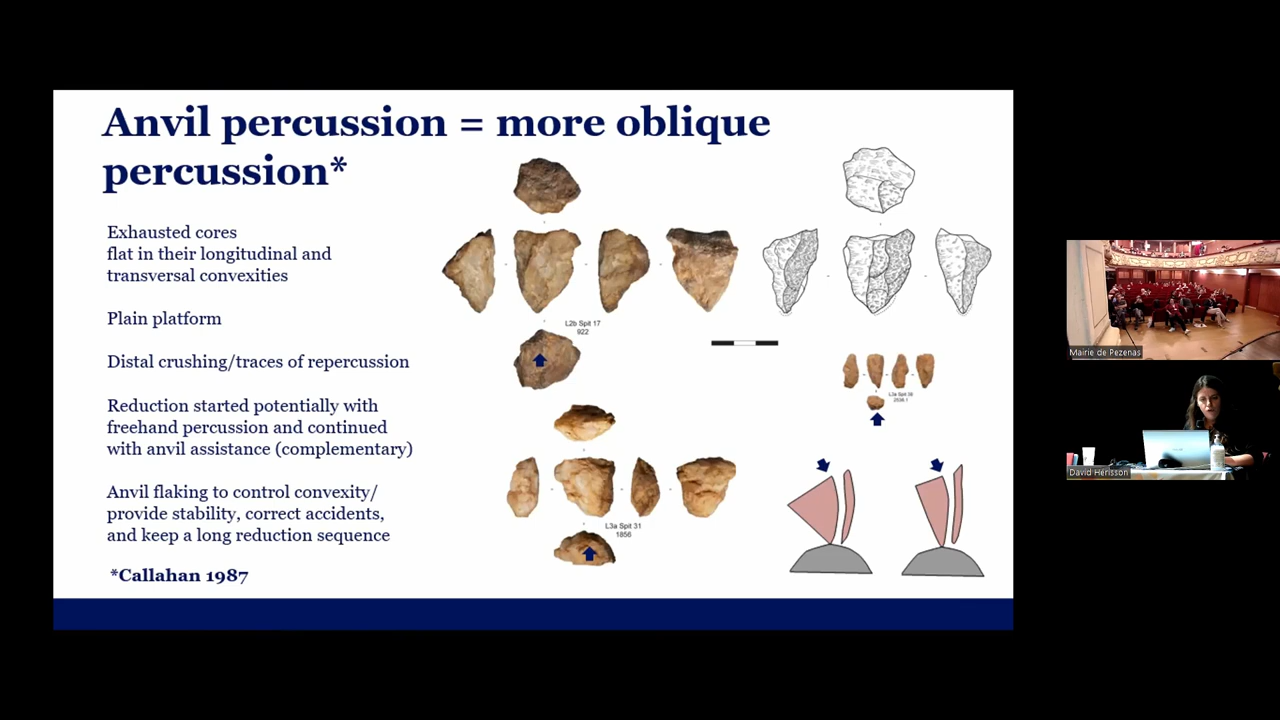 Anvil percussion = more oblique
percussion*
Exhausted cores
flat in their longitudinal and
transversal convexities
Plain platform
Distal crushing/traces of repercussion
Reduction started potentially with
freehand percussion and continued
with anvil assistance (complementary)
Anvil flaking to control convexity/
provide stability, correct accidents,
and keep a long reduction sequence
*Callahan 1987
L2b Spit 17
922
L3a Spit 31
1856
Mairie de Pezenas
David Hérisson